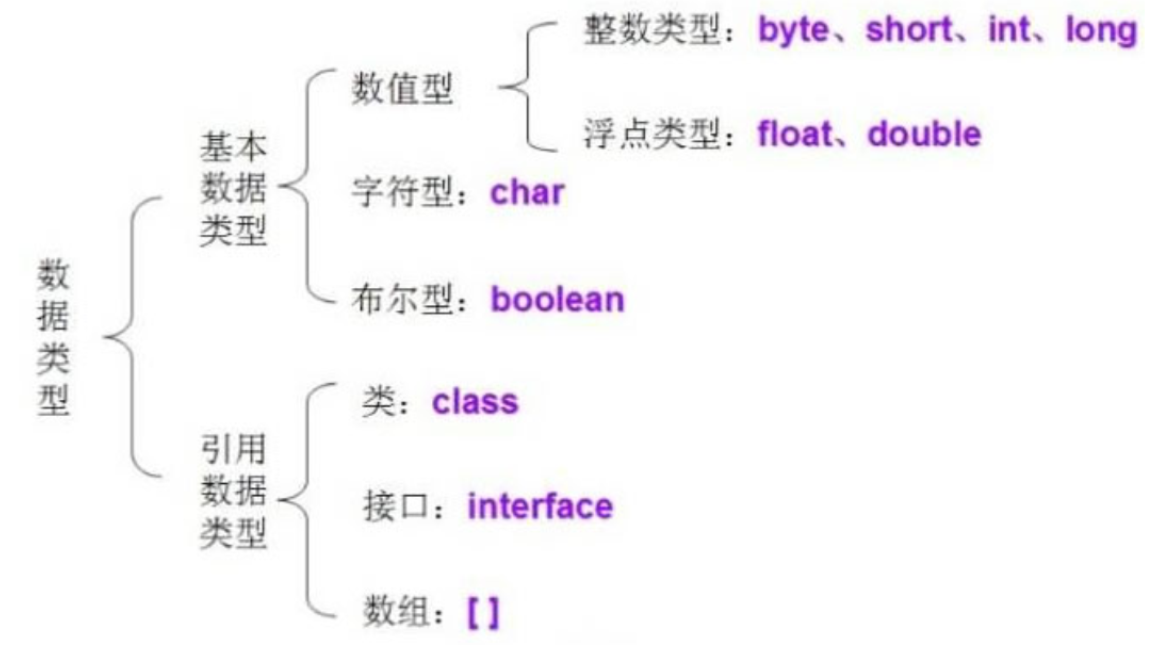 数据类型
基本数据类型
数值型
整数类型：byte、short、int、long
浮点类型：float、double
字符型：char
布尔型：boolean
引用数据类型
类：class
接口：interface
数组：[ ]